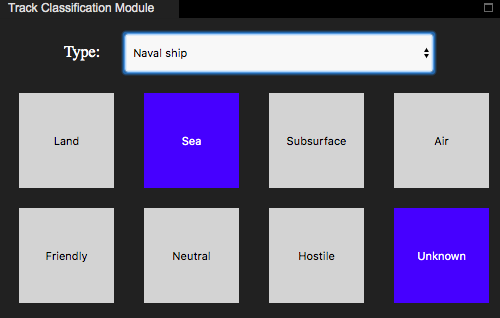 Track Classification Module
Type: Naval ship
Land Sea Subsurface Air
Friendly Neutral Hostile Unknown